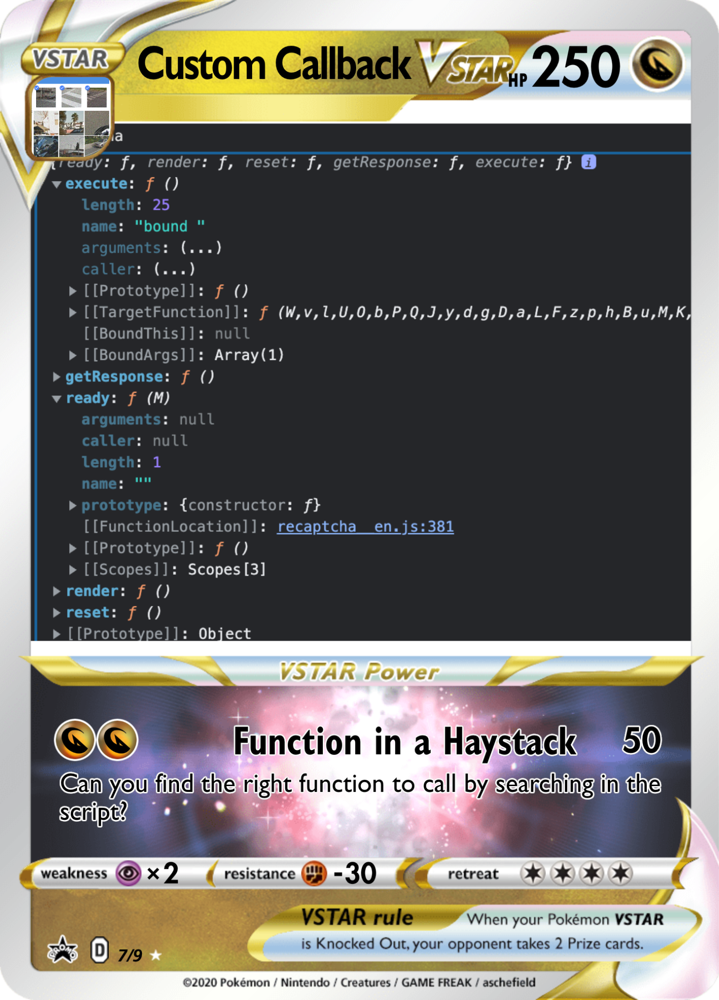 VSTAR
Custom Callback VSTAR HP 250
{ready: ƒ, render: ƒ, reset: ƒ, getResponse: ƒ, execute: ƒ} i
execute: ƒ ()
length: 25
name: "bound "
arguments: (...)
caller: (...)
[[Prototype]]: ƒ ()
[[TargetFunction]]: ƒ (W,v,l,U,O,b,P,Q,J,y,d,g,D,a,L,F,z,p,h,B,u,M,K,
[[BoundThis]]: null
[[BoundArgs]]: Array(1)
getResponse: ƒ ()
ready: ƒ (M)
arguments: null
caller: null
length: 1
name: ""
prototype: {constructor: ƒ}
[[FunctionLocation]]: recaptcha__en.js:381
[[Prototype]]: ƒ ()
[[Scopes]]: Scopes[3]
render: ƒ ()
reset: ƒ ()
[[Prototype]]: Object
VSTAR Power
Function in a Haystack 50
Can you find the right function to call by searching in the
script?
weakness ×2 resistance -30 retreat
VSTAR rule When your Pokémon VSTAR
is Knocked Out, your opponent takes 2 Prize cards.
PROMO D 7/9
©2020 Pokémon / Nintendo / Creatures / GAME FREAK / aschefield